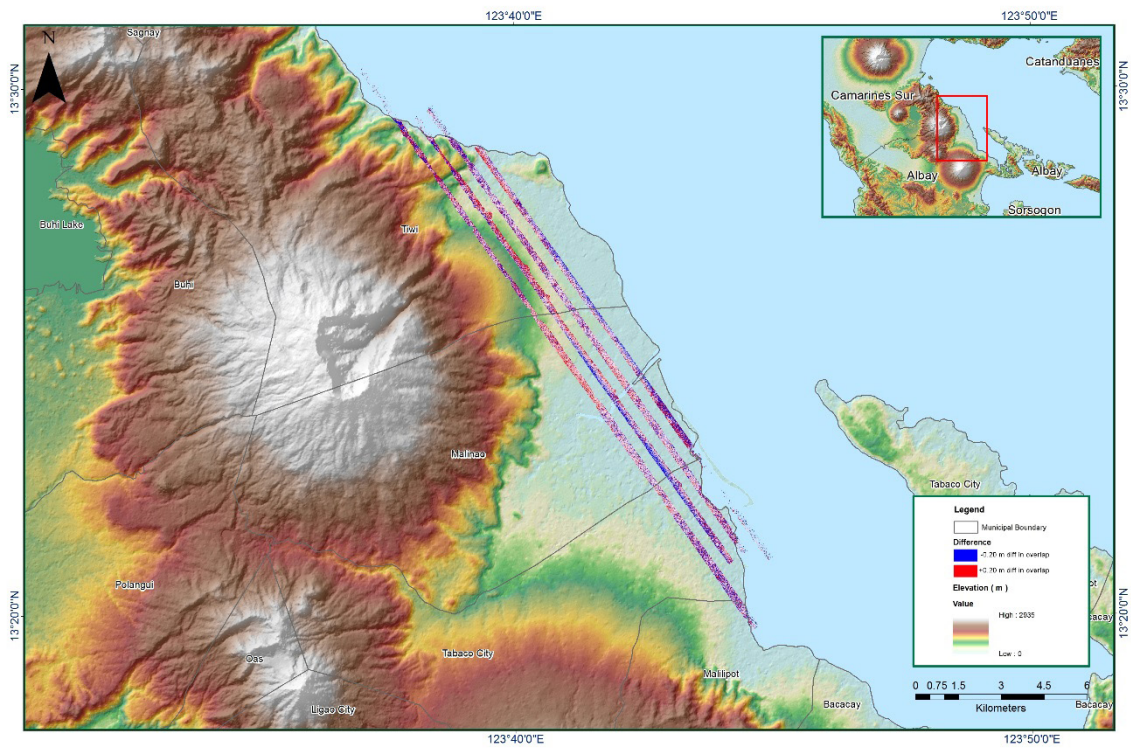 123°40'0"E
123°50'0"E
Sagnay
N
13°30'0"N
13°30'0"N
Catanduanes
Camarines Sur
Albay
Albay
Sorsogon
Buhi Lake
Tiwi
Buhi
Malinao
Tabaco City
Legend
Municipal Boundary
Difference
-0.20 m diff in overlap
+0.20 m diff in overlap
Elevation ( m )
Value
High : 2835
Low : 0
Polangui
13°20'0"N
13°20'0"N
Oas
Tabaco City
Malilipot
Ligao City
Bacacay
Bacacay
0 0.75 1.5 3 4.5 6
Kilometers
123°40'0"E
123°50'0"E